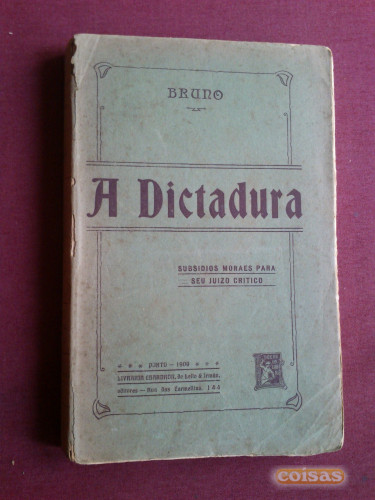 BRUNO
A Dictadura
SUBSIDIOS MORAES PARA
SEU JUIZO CRITICO
PORTO — 1909
LIVRARIA CHARDRON, de Lello & Irmão,
editores — Rua das Carmelitas, 144
coisas